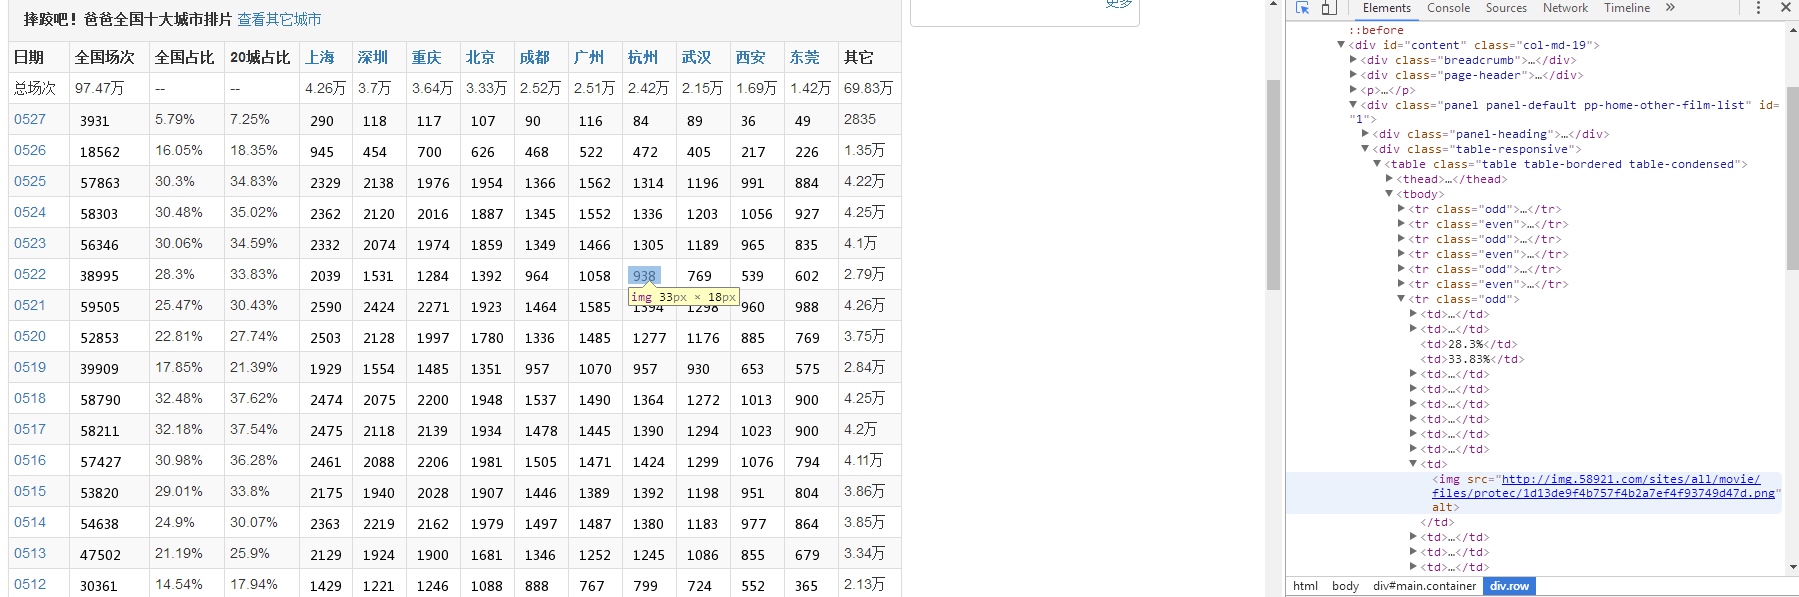 摔跤吧！爸爸全国十大城市排片 查看其它城市
更多
日期 全国场次 全国占比 20城占比 上海 深圳 重庆 北京 成都 广州 杭州 武汉 西安 东莞 其它
总场次 97.47万 -- -- 4.26万 3.7万 3.64万 3.33万 2.52万 2.51万 2.42万 2.15万 1.69万 1.42万 69.83万
0527 3931 5.79% 7.25% 290 118 117 107 90 116 84 89 36 49 2835
0526 18562 16.05% 18.35% 945 454 700 626 468 522 472 405 217 226 1.35万
0525 57863 30.3% 34.83% 2329 2138 1976 1954 1366 1562 1314 1196 991 884 4.22万
0524 58303 30.48% 35.02% 2362 2120 2016 1887 1345 1552 1336 1203 1056 927 4.25万
0523 56346 30.06% 34.59% 2332 2074 1974 1859 1349 1466 1305 1189 965 835 4.1万
0522 38995 28.3% 33.83% 2039 1531 1284 1392 964 1058 938 769 539 602 2.79万
img 33px × 18px
0521 59505 25.47% 30.43% 2590 2424 2271 1923 1464 1585 1394 1298 960 988 4.26万
0520 52853 22.81% 27.74% 2503 2128 1997 1780 1336 1485 1277 1176 885 769 3.75万
0519 39909 17.85% 21.39% 1929 1554 1485 1351 957 1070 957 930 653 575 2.84万
0518 58790 32.48% 37.62% 2474 2075 2200 1948 1537 1490 1364 1272 1013 900 4.25万
0517 58211 32.18% 37.54% 2475 2118 2139 1934 1478 1445 1390 1294 1023 900 4.2万
0516 57427 30.98% 36.28% 2461 2088 2206 1981 1505 1471 1424 1299 1076 794 4.11万
0515 53820 29.01% 33.8% 2175 1940 2028 1907 1446 1389 1392 1198 951 804 3.86万
0514 54638 24.9% 30.07% 2363 2219 2162 1979 1497 1487 1380 1183 977 864 3.85万
0513 47502 21.19% 25.9% 2129 1924 1900 1681 1346 1252 1245 1086 855 679 3.34万
0512 30361 14.54% 17.94% 1429 1221 1246 1088 888 767 799 724 552 365 2.13万
Elements Console Sources Network Timeline »
::before
<div id="content" class="col-md-19">
<div class="breadcrumb">…</div>
<div class="page-header">…</div>
<p>…</p>
<div class="panel panel-default pp-home-other-film-list" id=
"1">
<div class="panel-heading">…</div>
<div class="table-responsive">
<table class="table table-bordered table-condensed">
<thead>…</thead>
<tbody>
<tr class="odd">…</tr>
<tr class="even">…</tr>
<tr class="odd">…</tr>
<tr class="even">…</tr>
<tr class="odd">…</tr>
<tr class="even">…</tr>
<tr class="odd">
<td>…</td>
<td>…</td>
<td>28.3%</td>
<td>33.83%</td>
<td>…</td>
<td>…</td>
<td>…</td>
<td>…</td>
<td>…</td>
<td>…</td>
<td>
<img src="http://img.58921.com/sites/all/movie/
files/protec/1d13de9f4b757f4b2a7ef4f93749d47d.png"
alt>
</td>
<td>…</td>
<td>…</td>
<td>…</td>
html body div#main.container div.row